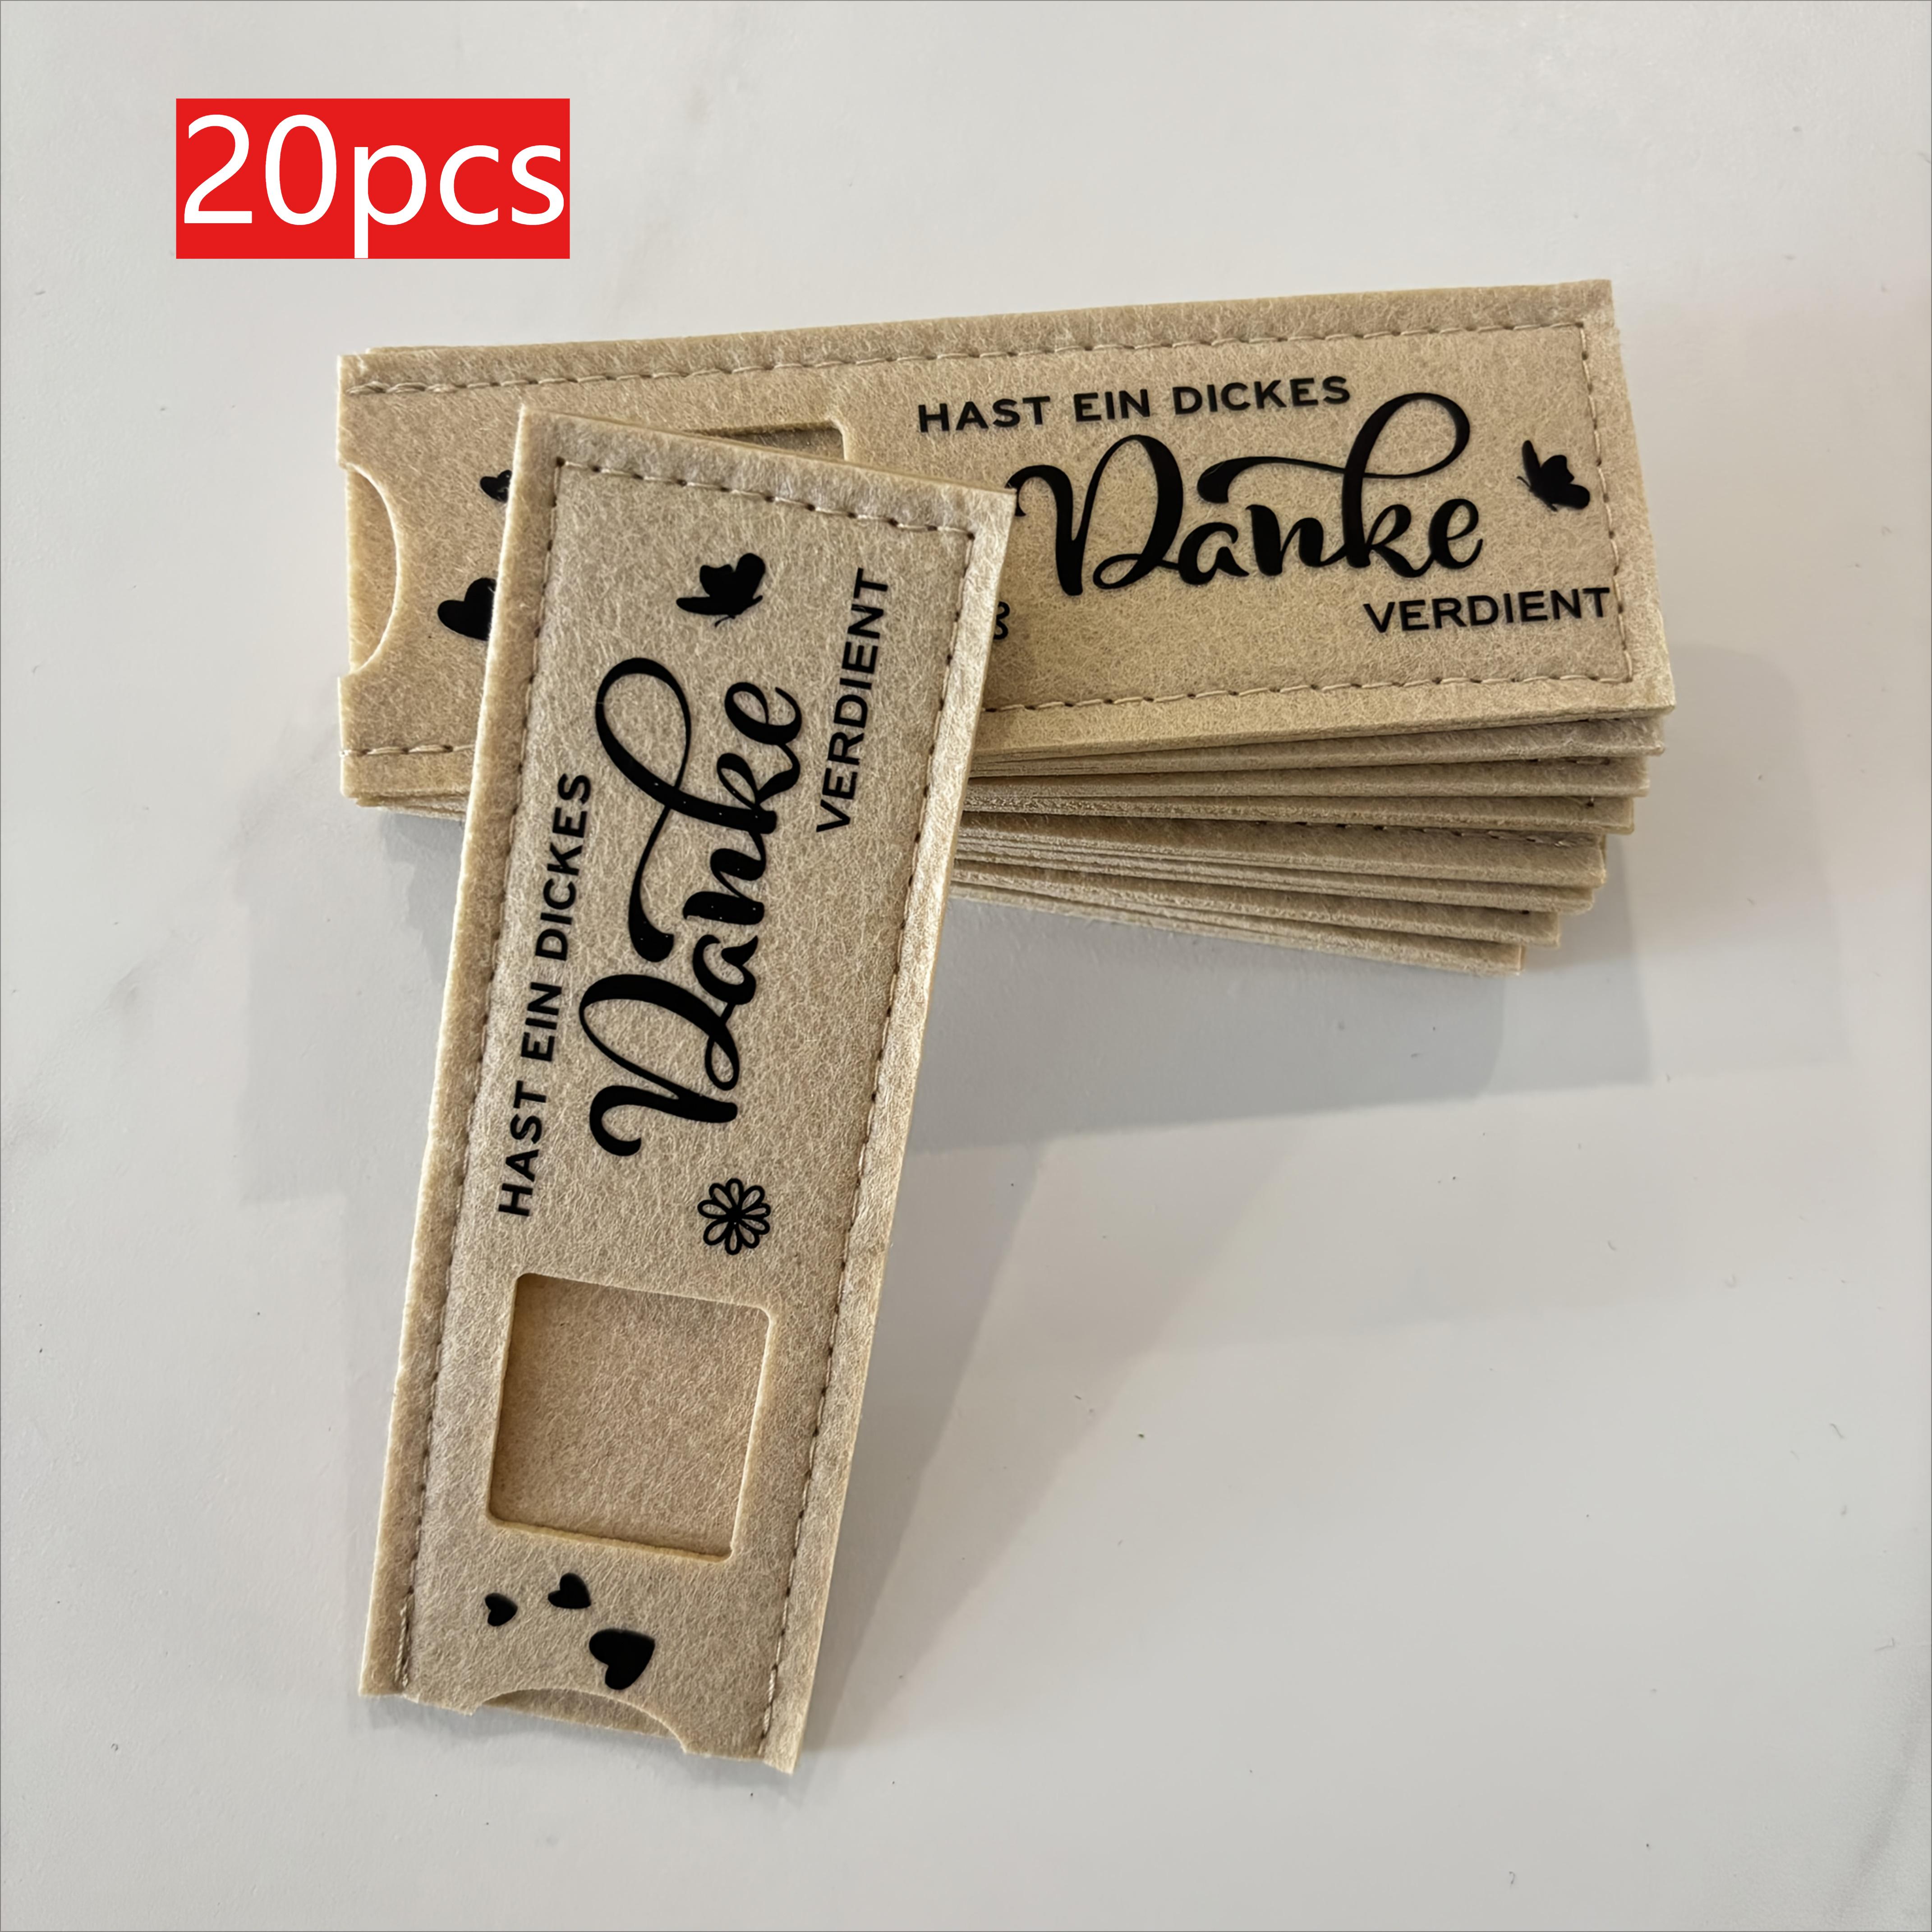 20pcs
HAST EIN DICKES
Danke
VERDIENT
HAST EIN DICKES
Danke
VERDIENT